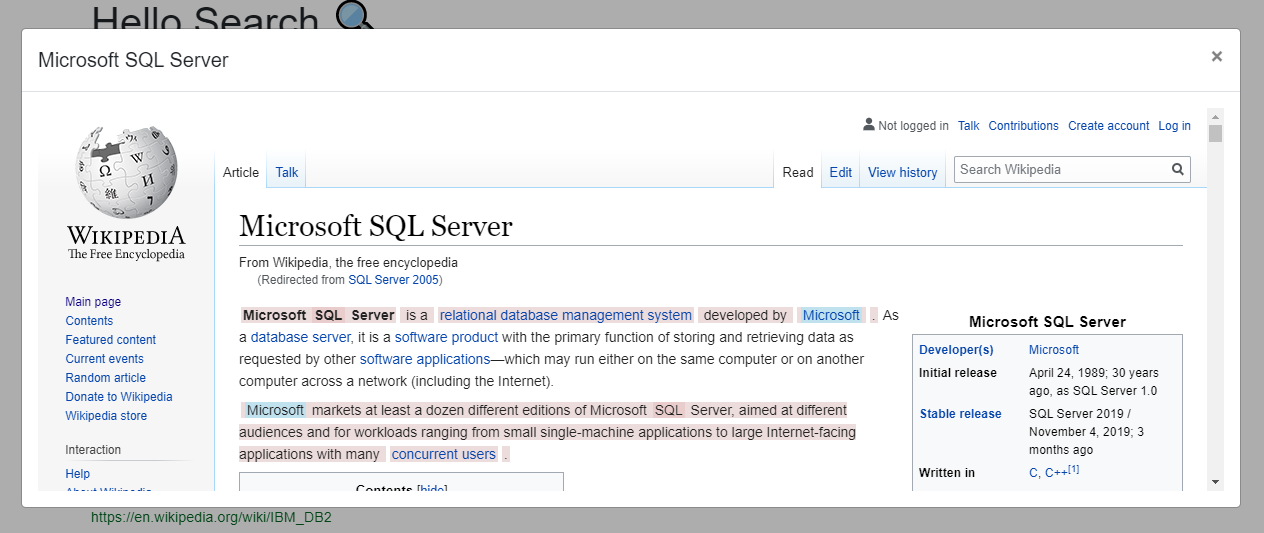 Hello Search
Microsoft SQL Server
×
Not logged in Talk Contributions Create account Log in
Article Talk
Read Edit View history
Search Wikipedia
WIKIPEDIA
The Free Encyclopedia
Main page
Contents
Featured content
Current events
Random article
Donate to Wikipedia
Wikipedia store
Interaction
Help
About Wikipedia
Microsoft SQL Server
From Wikipedia, the free encyclopedia
(Redirected from SQL Server 2005)
Microsoft SQL Server is a relational database management system developed by Microsoft . As
a database server, it is a software product with the primary function of storing and retrieving data as
requested by other software applications—which may run either on the same computer or on another
computer across a network (including the Internet).
Microsoft markets at least a dozen different editions of Microsoft SQL Server, aimed at different
audiences and for workloads ranging from small single-machine applications to large Internet-facing
applications with many concurrent users .
Contents [hide]
Microsoft SQL Server
Developer(s) Microsoft
Initial release April 24, 1989; 30 years
ago, as SQL Server 1.0
Stable release SQL Server 2019 /
November 4, 2019; 3
months ago
Written in C, C++[1]
https://en.wikipedia.org/wiki/IBM_DB2